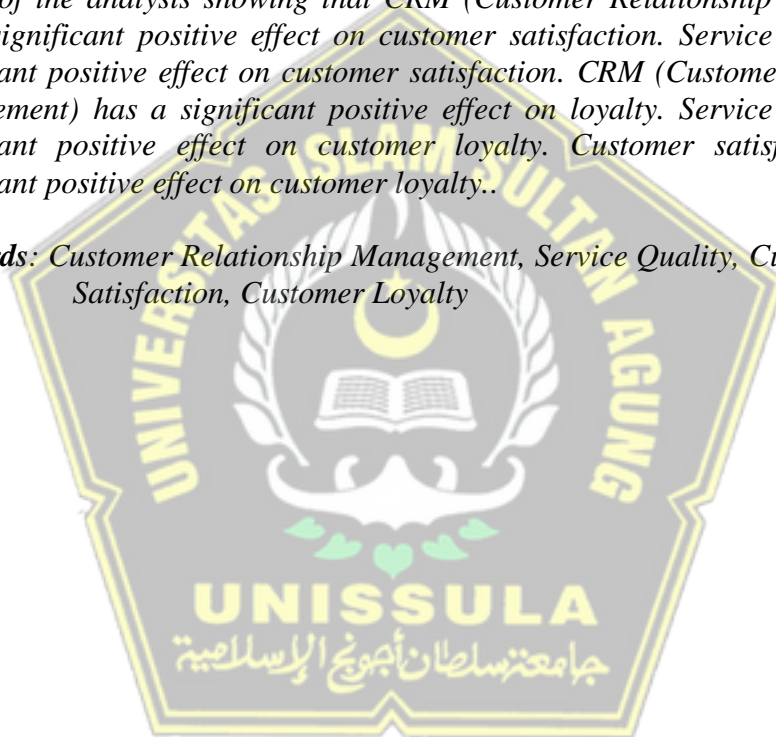 of the analysis showing that CRM (Customer Relationship
significant positive effect on customer satisfaction. Service
ant positive effect on customer satisfaction. CRM (Custome
ement) has a significant positive effect on loyalty. Service
ant positive effect on customer loyalty. Customer satisf
ant positive effect on customer loyalty..
rds: Customer Relationship Management, Service Quality, Cu
Satisfaction, Customer Loyalty
UNIVERSITAS ISLAM SULTAN AGUNG
UNISSULA
جامعة سلطان أجونج الإسلامية